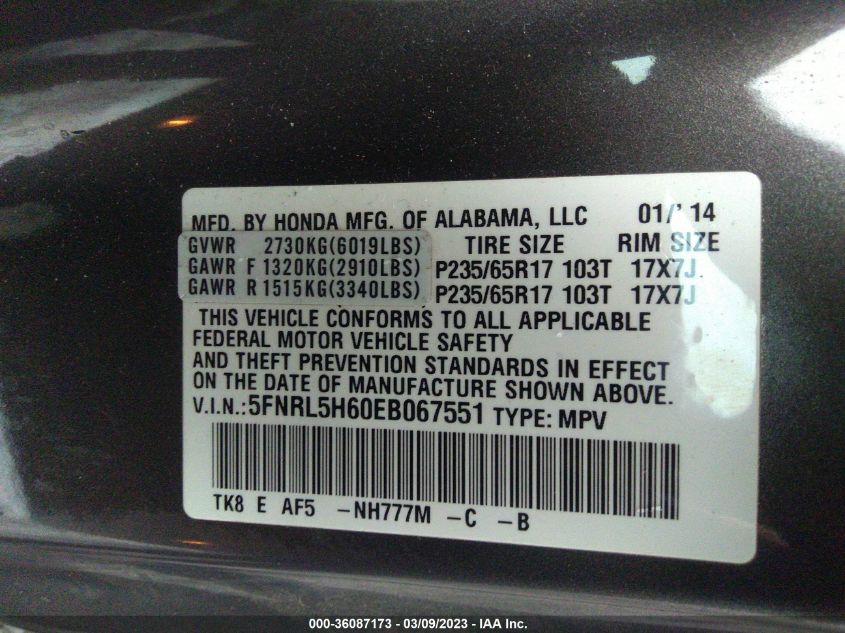 MFD. BY HONDA MFG. OF ALABAMA, LLC 01/' 14
GVWR 2730KG(6019LBS) TIRE SIZE RIM SIZE
GAWR F 1320KG(2910LBS) P235/65R17 103T 17X7J
GAWR R 1515KG(3340LBS) P235/65R17 103T 17X7J
THIS VEHICLE CONFORMS TO ALL APPLICABLE
FEDERAL MOTOR VEHICLE SAFETY
AND THEFT PREVENTION STANDARDS IN EFFECT
ON THE DATE OF MANUFACTURE SHOWN ABOVE.
V.I.N.:5FNRL5H60EB067551 TYPE: MPV
TK8 E AF5 -NH777M -C -B
000-36087173 - 03/09/2023 - IAA Inc.